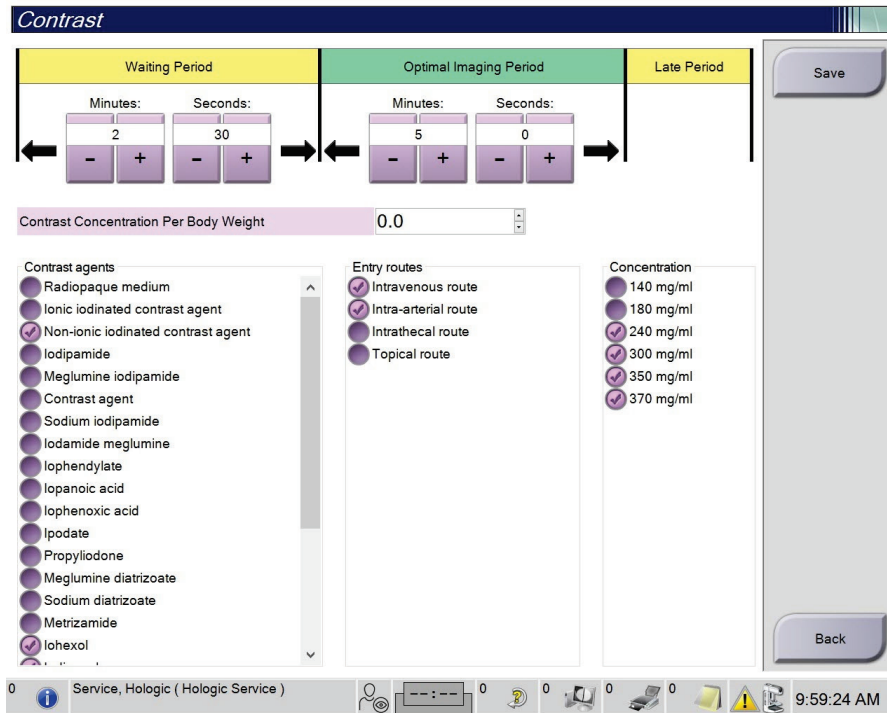 Contrast
Waiting Period
Optimal Imaging Period
Late Period
Save
Minutes:
Seconds:
Minutes:
Seconds:
2
30
5
0
- + - + - + - +
Contrast Concentration Per Body Weight
0.0
Contrast agents
Radiopaque medium
Ionic iodinated contrast agent
Non-ionic iodinated contrast agent
Iodipamide
Meglumine iodipamide
Contrast agent
Sodium iodipamide
Iodamide meglumine
Iophendylate
Iopanoic acid
Iophenoxic acid
Ipodate
Propyliodone
Meglumine diatrizoate
Sodium diatrizoate
Metrizamide
Iohexol
Entry routes
Intravenous route
Intra-arterial route
Intrathecal route
Topical route
Concentration
140 mg/ml
180 mg/ml
240 mg/ml
300 mg/ml
350 mg/ml
370 mg/ml
Back
0
Service, Hologic ( Hologic Service )
--:--
0
0
0
0
9:59:24 AM